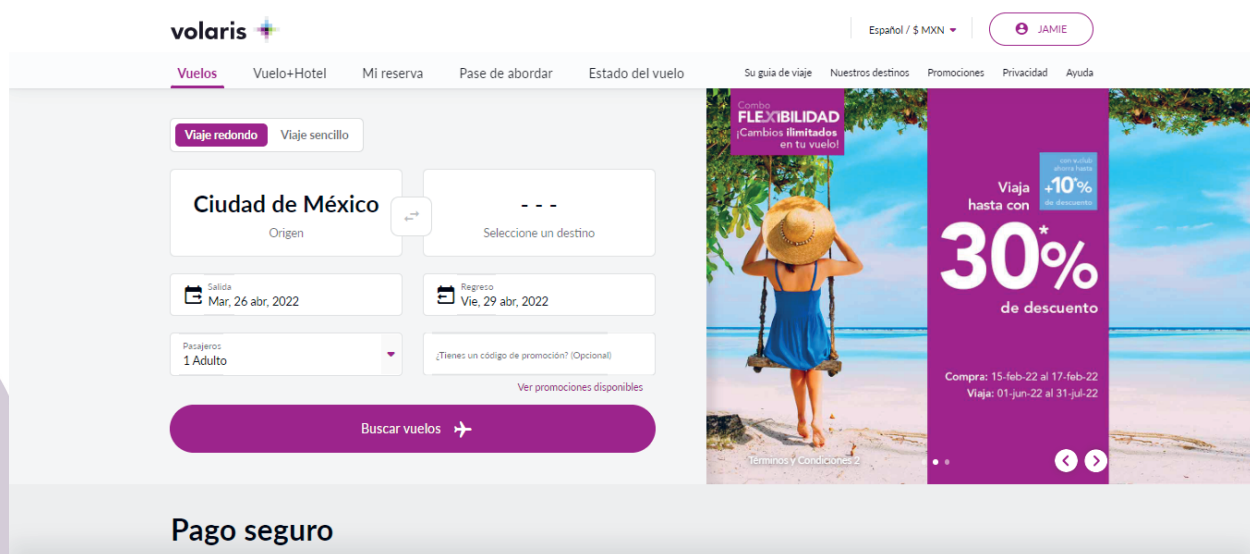 volaris
Español / $ MXN
JAMIE
Vuelos
Vuelo+Hotel
Mi reserva
Pase de abordar
Estado del vuelo
Su guia de viaje
Nuestros destinos
Promociones
Privacidad
Ayuda
Viaje redondo
Viaje sencillo
Ciudad de México
Origen
- - -
Seleccione un destino
Salida
Mar, 26 abr, 2022
Regreso
Vie, 29 abr, 2022
Pasajeros
1 Adulto
¿Tienes un código de promoción? (Opcional)
Ver promociones disponibles
Buscar vuelos
Combo
FLEXIBILIDAD
¡Cambios ilimitados
en tu vuelo!
Viaja
hasta con
con v.club
ahorra hasta
+10*%
de descuento
30*%
de descuento
Compra: 15-feb-22 al 17-feb-22
Viaja: 01-jun-22 al 31-jul-22
Términos y Condiciones 2
Pago seguro